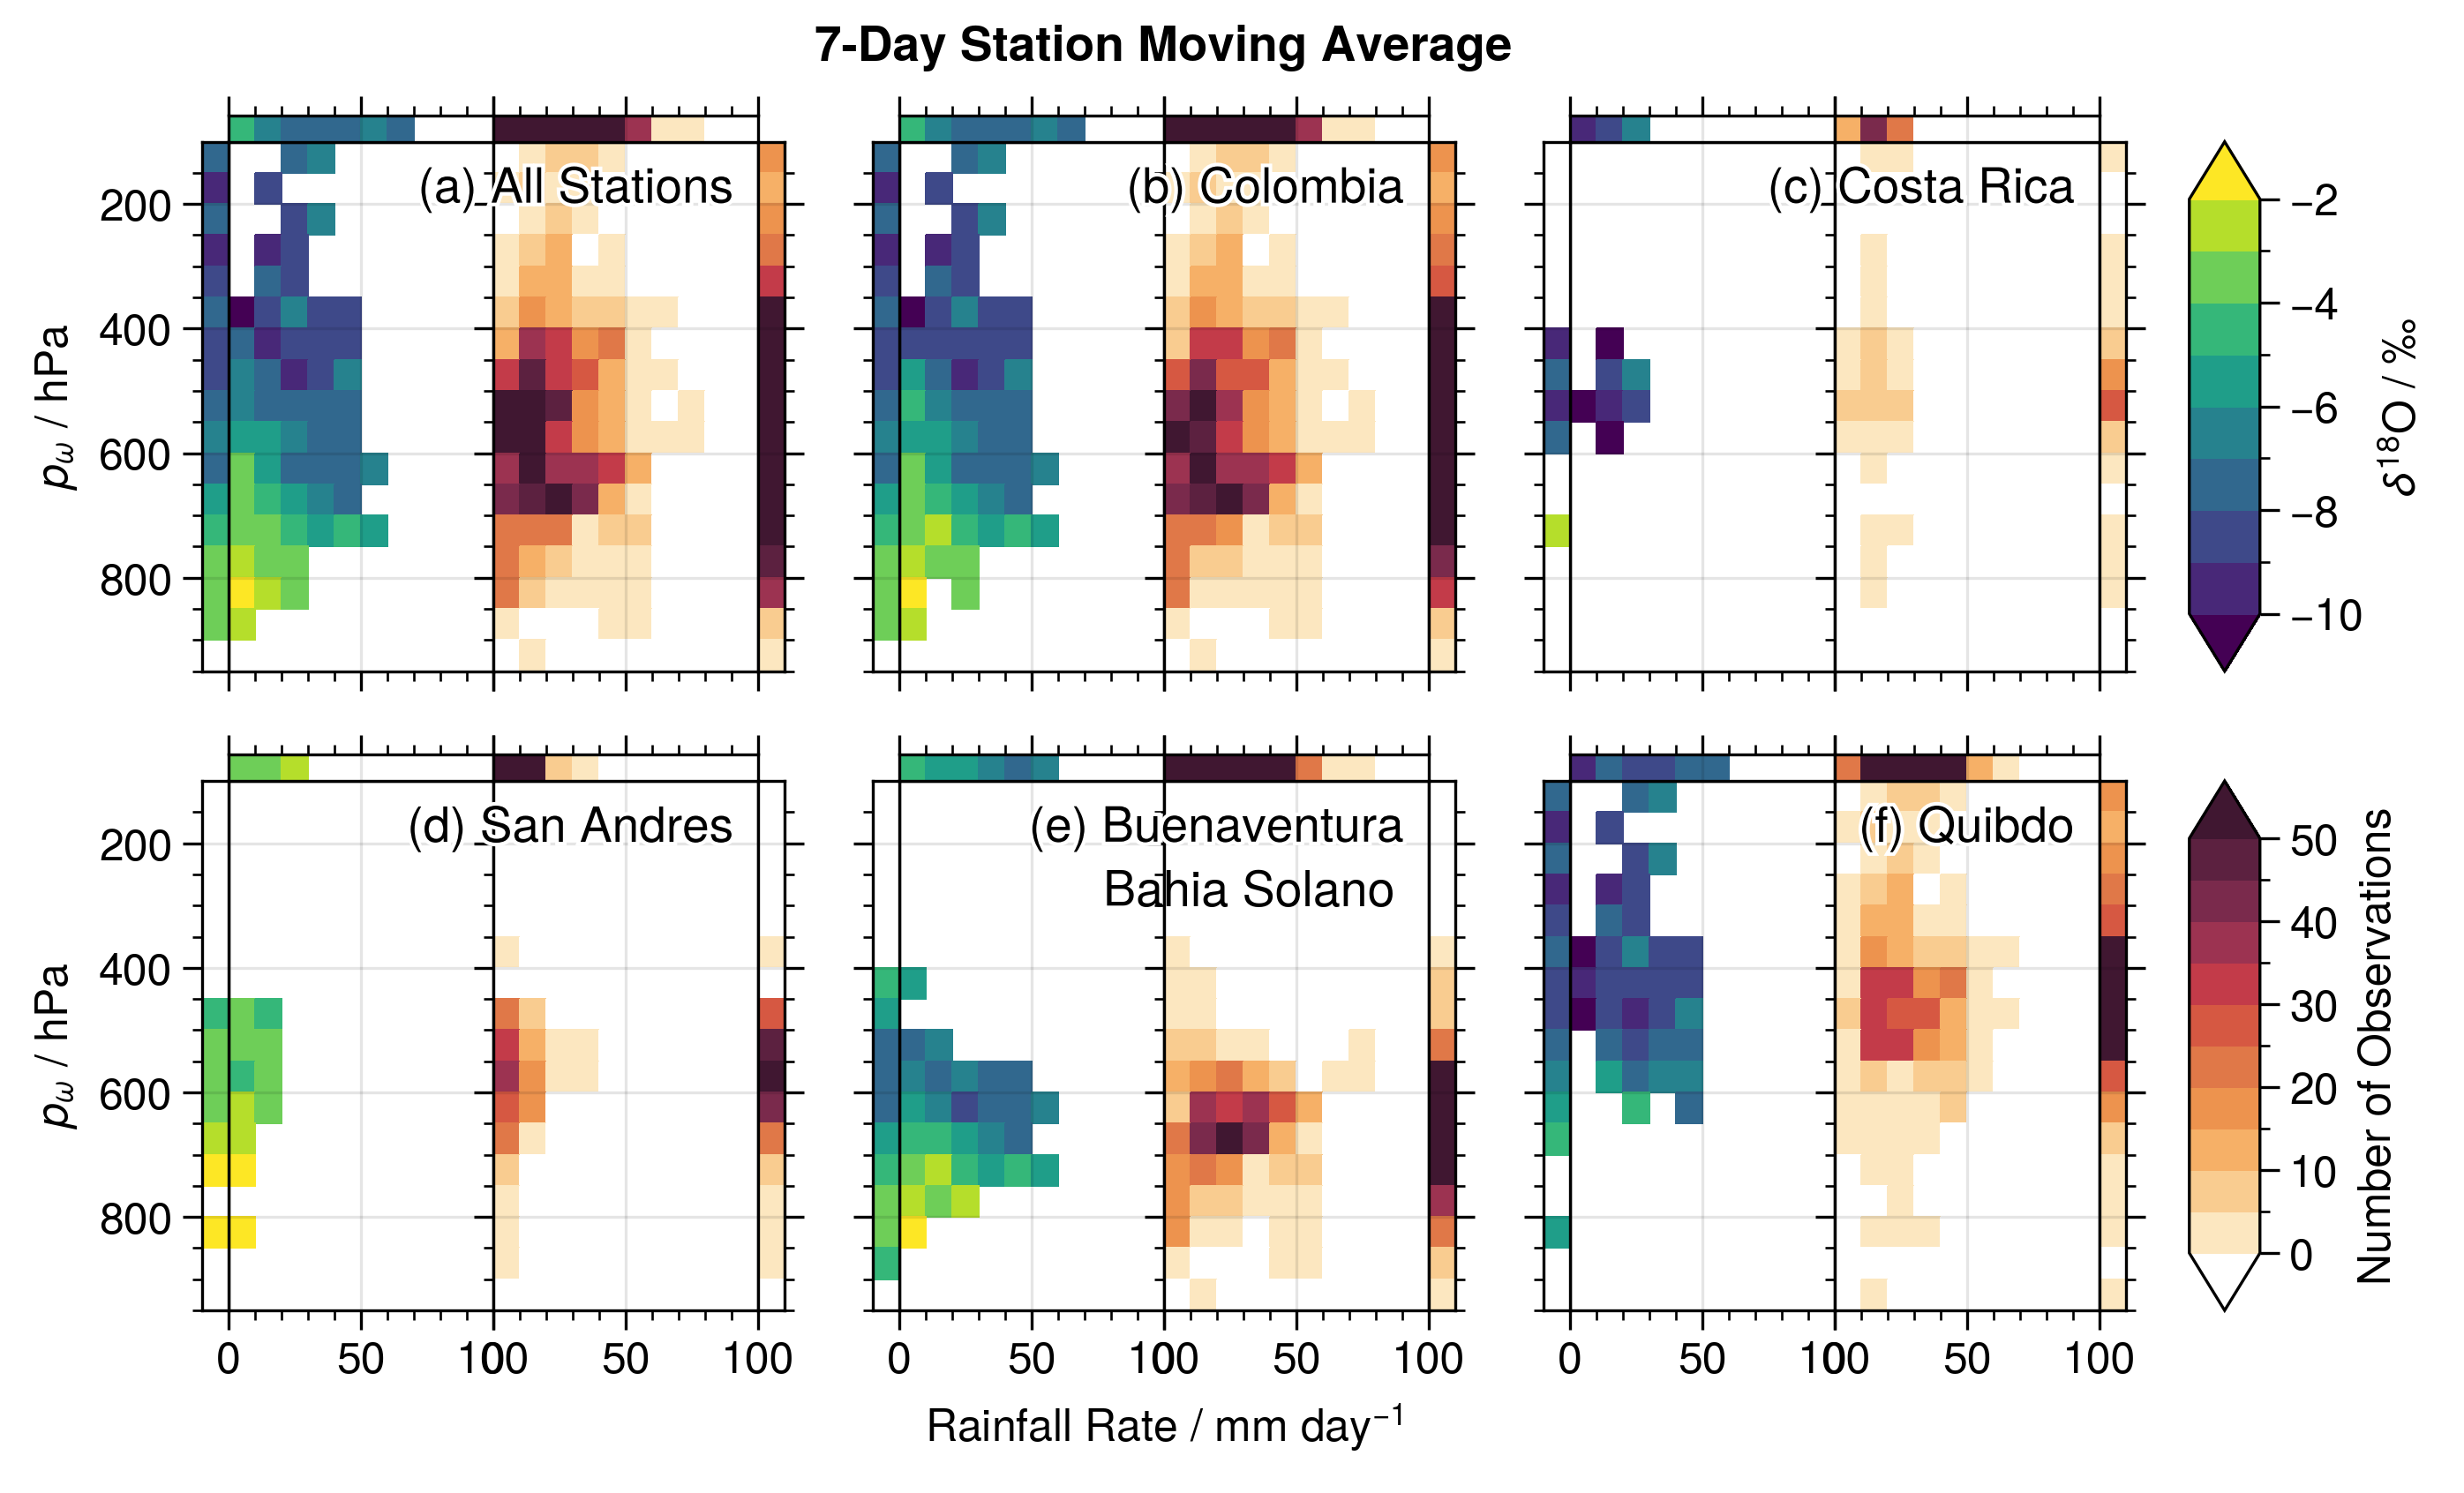 7-Day Station Moving Average
(a) All Stations
(b) Colombia
(c) Costa Rica
200
400
600
800
pω / hPa
−2
−4
−6
−8
−10
δ¹⁸O / ‰
(d) San Andres
(e) Buenaventura
Bahia Solano
(f) Quibdo
200
400
600
800
pω / hPa
50
40
30
20
10
0
Number of Observations
0 50 100 0 50 100
0 50 100 0 50 100
0 50 100 0 50 100
Rainfall Rate / mm day⁻¹